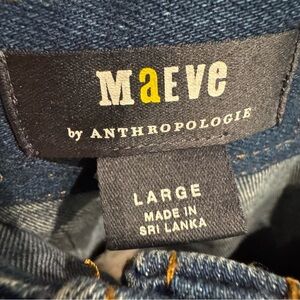 MaEVe
by ANTHROPOLOGIE
LARGE
MADE IN
SRI LANKA